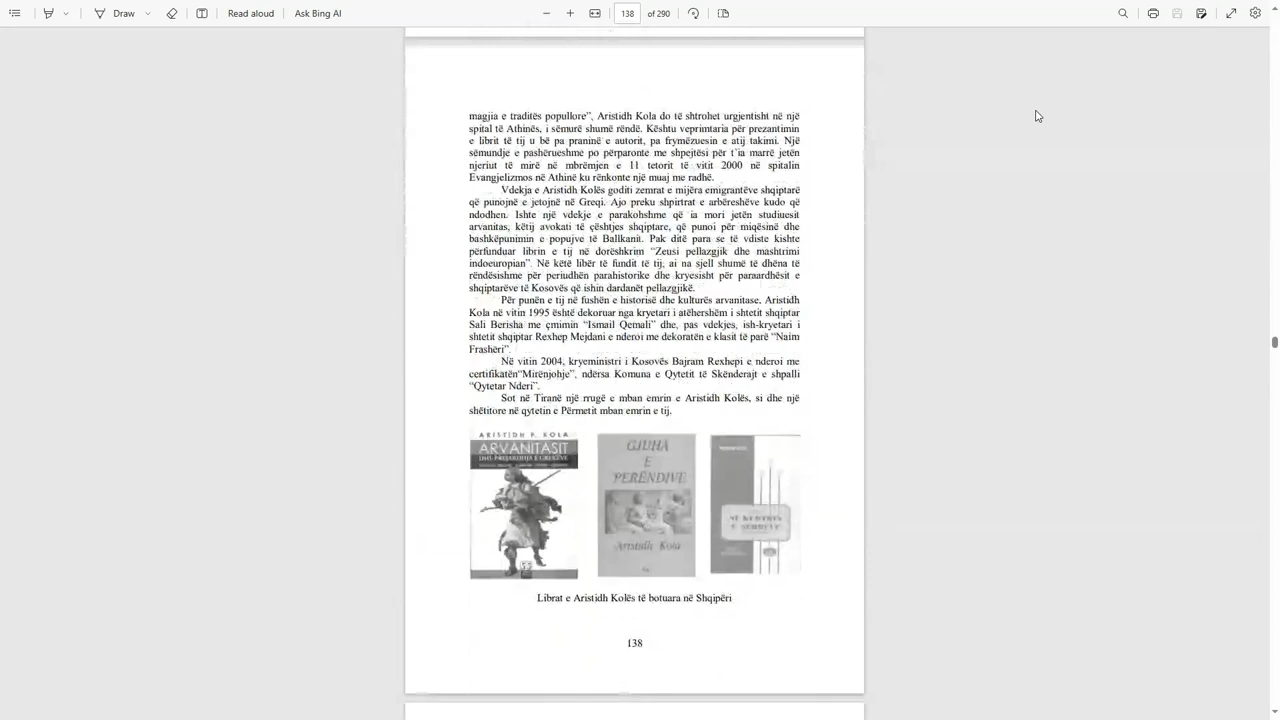 Draw
Read aloud
Ask Bing AI
138 of 290
magjia e traditës popullore”, Aristidh Kola do të shtrohet urgjentisht në një
spital të Athinës, i sëmurë shumë rëndë. Kështu veprimtaria për prezantimin
e librit të tij u bë pa praninë e autorit, pa frymëzuesin e atij takimi. Një
sëmundje e pashërueshme po përparonte me shpejtësi për t’ia marrë jetën
njeriut të mirë në mbrëmjen e 11 tetorit të vitit 2000 në spitalin
Evangjelizmos në Athinë ku rënkonte një muaj me radhë.
Vdekja e Aristidh Kolës goditi zemrat e mijëra emigrantëve shqiptarë
që punojnë e jetojnë në Greqi. Ajo preku shpirtrat e arbëreshëve kudo që
ndodhen. Ishte një vdekje e parakohshme që ia mori jetën studiuesit
arvanitas, këtij avokati të çështjes shqiptare, që punoi për miqësinë dhe
bashkëpunimin e popujve të Ballkanit. Pak ditë para se të vdiste kishte
përfunduar librin e tij në dorëshkrim “Zeusi pellazgjik dhe mashtrimi
indoeuropian”. Në këtë libër të fundit të tij, ai na sjell shumë të dhëna të
rëndësishme për periudhën parahistorike dhe kryesisht për paraardhësit e
shqiptarëve të Kosovës që ishin dardanët pellazgjikë.
Për punën e tij në fushën e historisë dhe kulturës arvanitase, Aristidh
Kola në vitin 1995 është dekoruar nga kryetari i atëhershëm i shtetit shqiptar
Sali Berisha me çmimin “Ismail Qemali” dhe, pas vdekjes, ish-kryetari i
shtetit shqiptar Rexhep Mejdani e nderoi me dekoratën e klasit të parë “Naim
Frashëri”.
Në vitin 2004, kryeministri i Kosovës Bajram Rexhepi e nderoi me
certifikatën“Mirënjohje”, ndërsa Komuna e Qytetit të Skënderajt e shpalli
“Qytetar Nderi”.
Sot në Tiranë një rrugë e mban emrin e Aristidh Kolës, si dhe një
shëtitore në qytetin e Përmetit mban emrin e tij.
ARISTIDH P. KOLA
ARVANITASIT
DHE PREJARDHJA E GREKËVE
GJUHA
E
PERËNDIVE
Aristidh Kola
Librat e Aristidh Kolës të botuara në Shqipëri
138